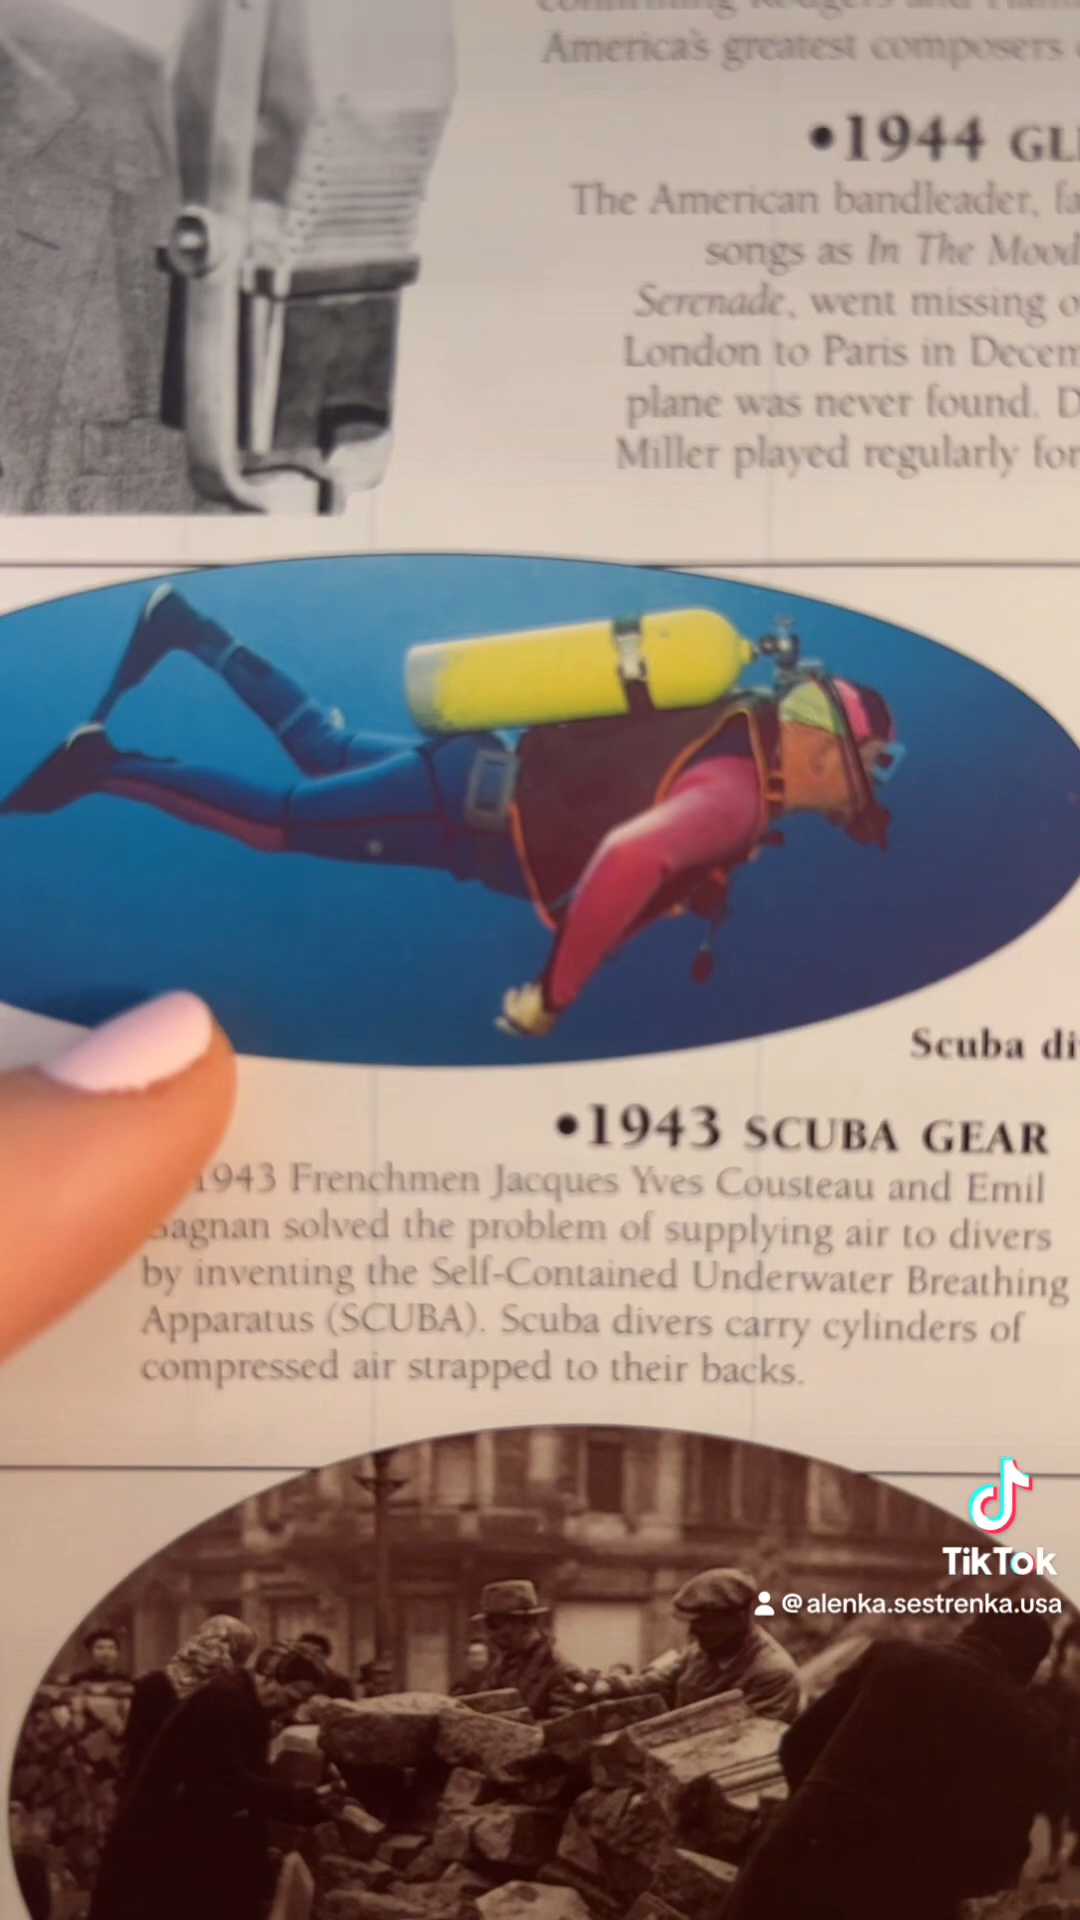 America's greatest composers
•1944 GL
The American bandleader, fa
songs as In The Mood
Serenade, went missing o
London to Paris in Decem
plane was never found. D
Miller played regularly for
Scuba di
•1943 SCUBA GEAR
1943 Frenchmen Jacques Yves Cousteau and Emil
agnan solved the problem of supplying air to divers
by inventing the Self-Contained Underwater Breathing
Apparatus (SCUBA). Scuba divers carry cylinders of
compressed air strapped to their backs.
TikTok
@alenka.sestrenka.usa